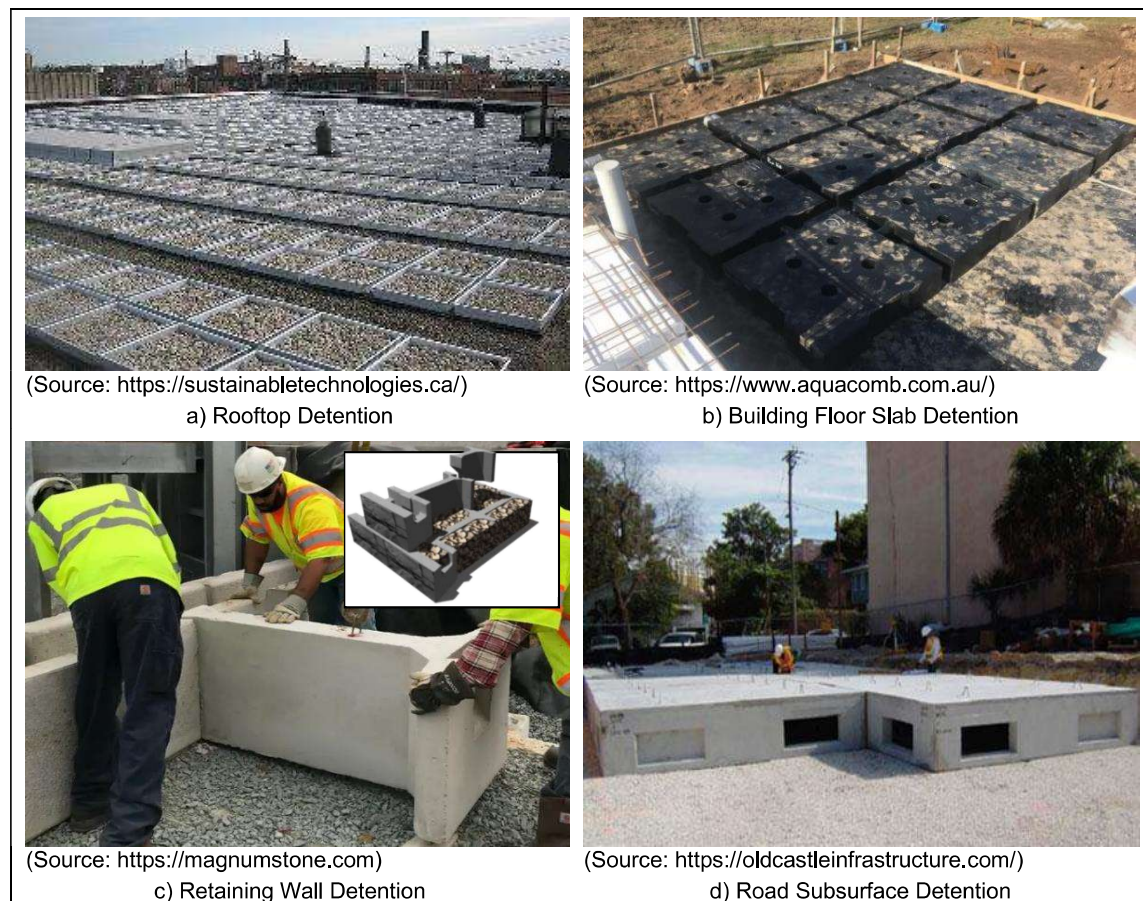 (Source: https://sustainabletechnologies.ca/)
a) Rooftop Detention
(Source: https://www.aquacomb.com.au/)
b) Building Floor Slab Detention
(Source: https://magnumstone.com)
c) Retaining Wall Detention
(Source: https://oldcastleinfrastructure.com/)
d) Road Subsurface Detention